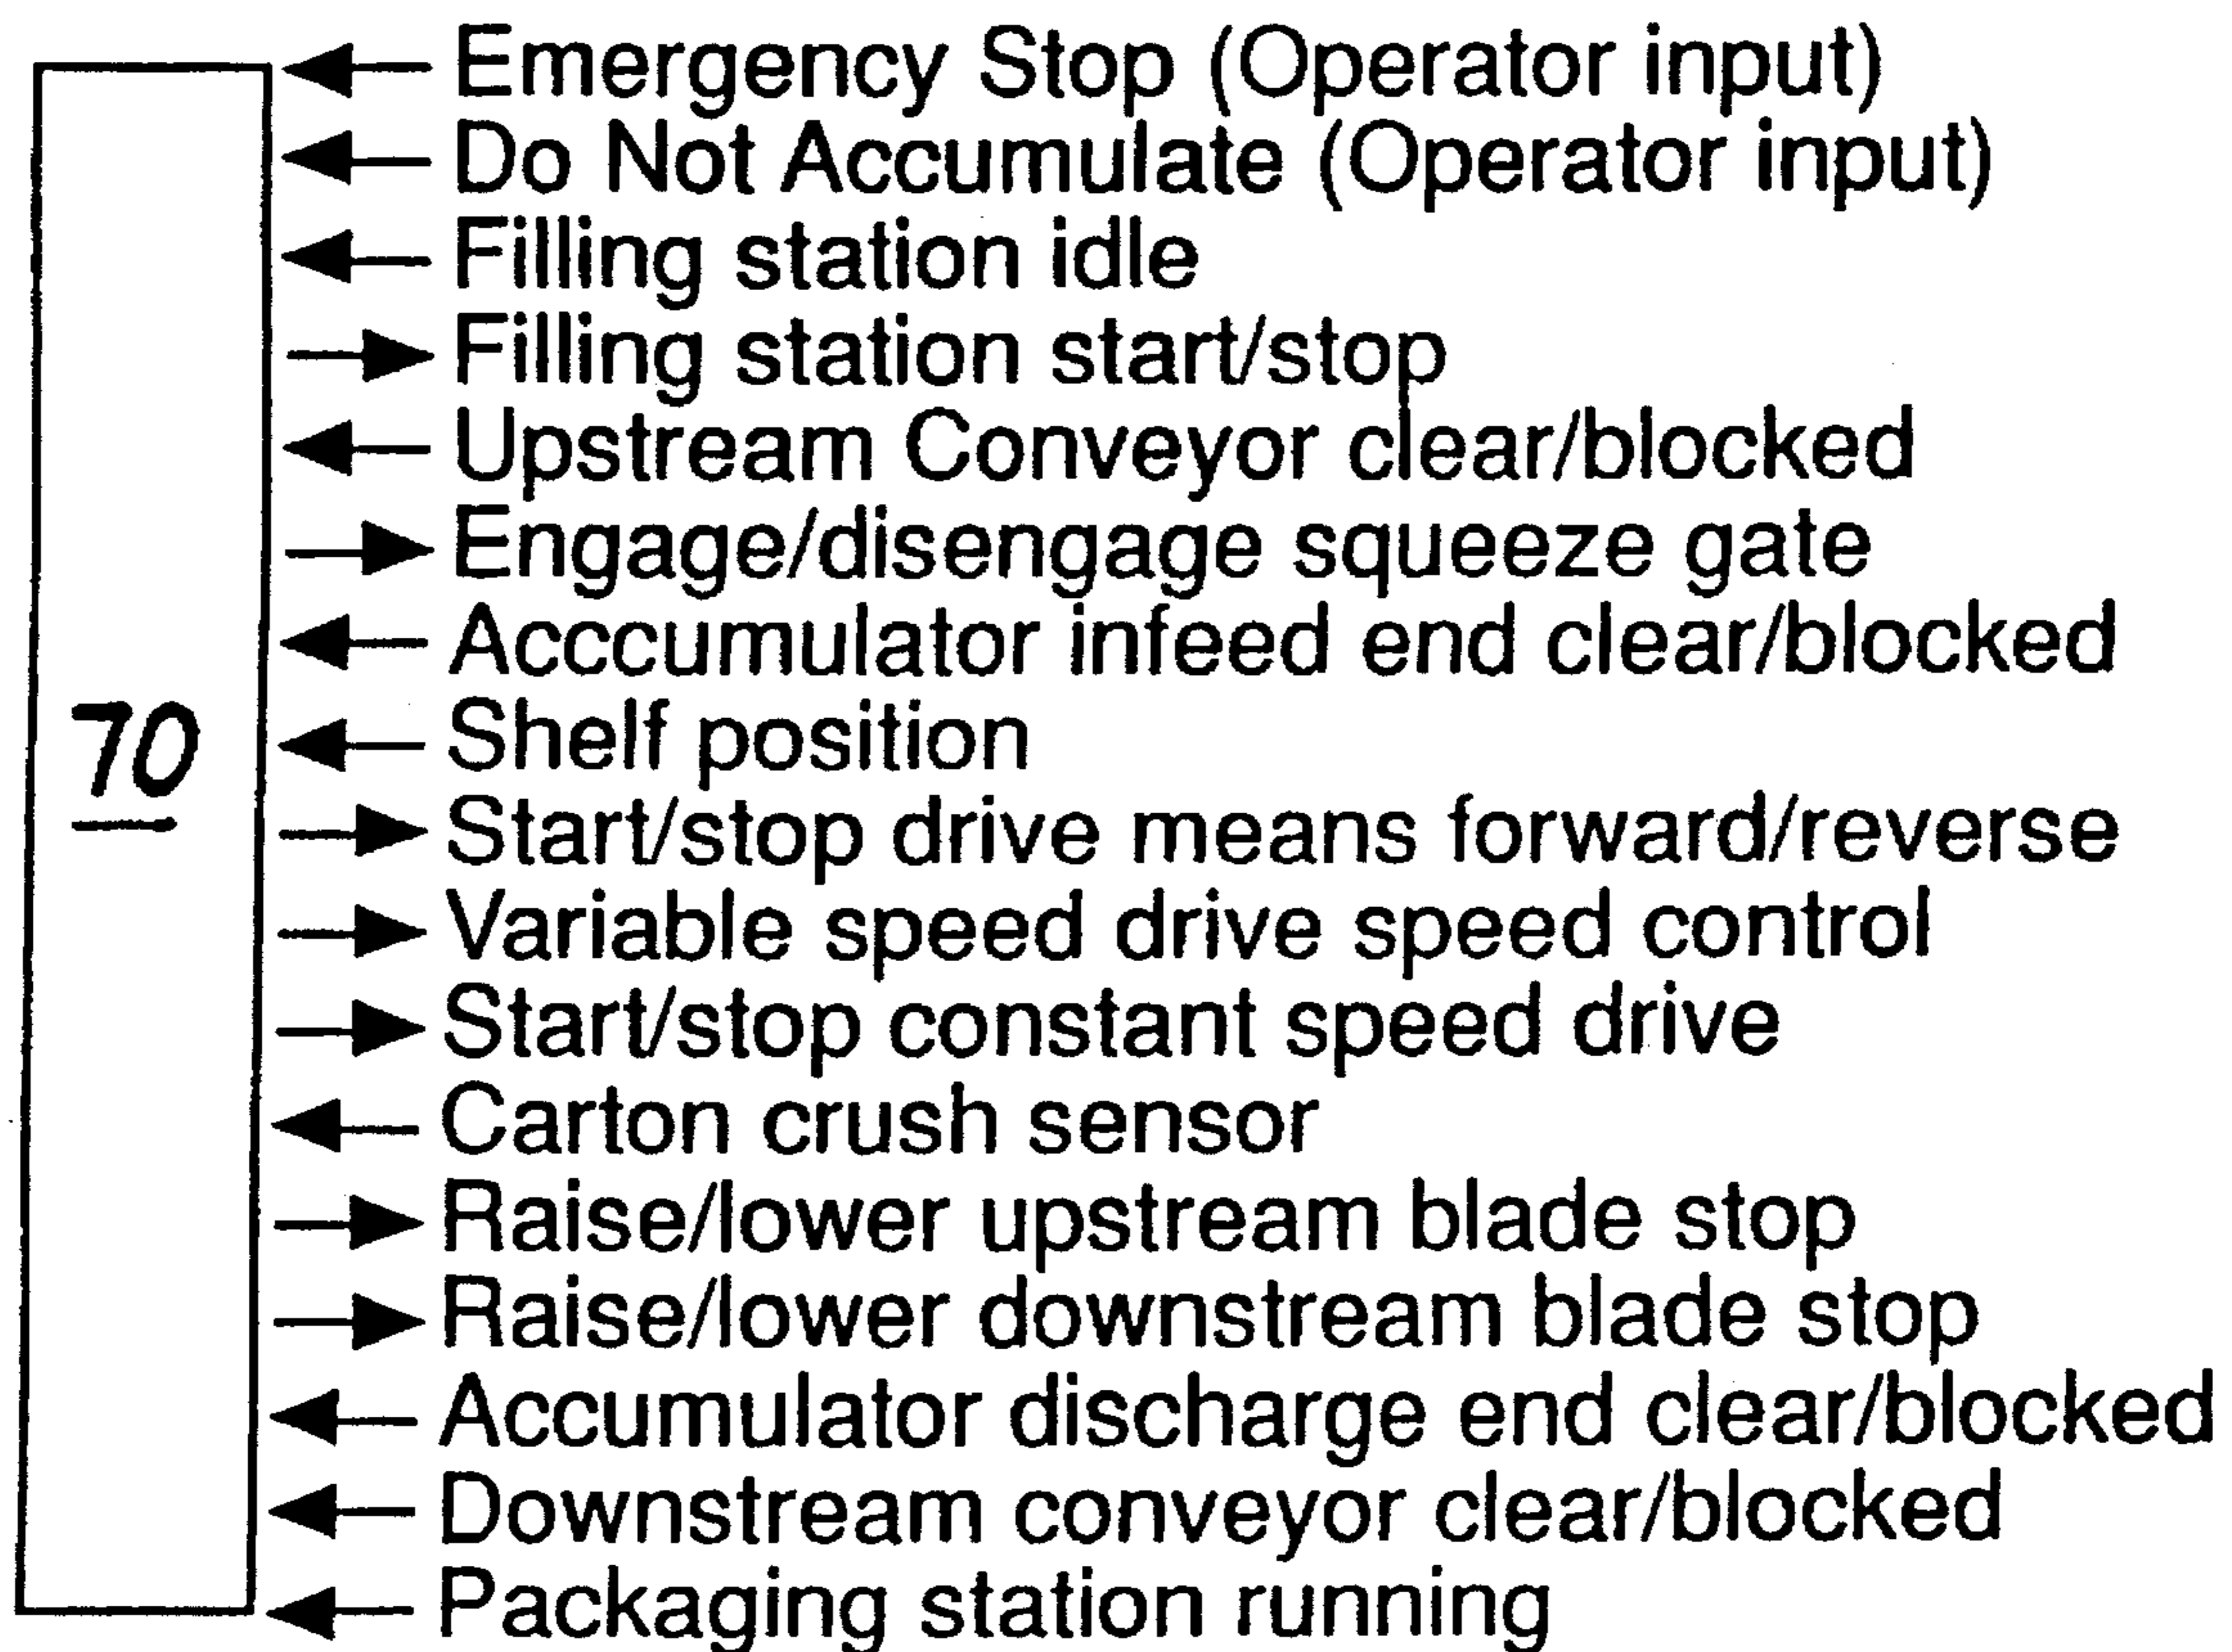 Emergency Stop (Operator input)
Do Not Accumulate (Operator input)
Filling station idle
Filling station start/stop
Upstream Conveyor clear/blocked
Engage/disengage squeeze gate
Acccumulator infeed end clear/blocked
Shelf position
70
Start/stop drive means forward/reverse
Variable speed drive speed control
Start/stop constant speed drive
Carton crush sensor
Raise/lower upstream blade stop
Raise/lower downstream blade stop
Accumulator discharge end clear/blocked
Downstream conveyor clear/blocked
Packaging station running